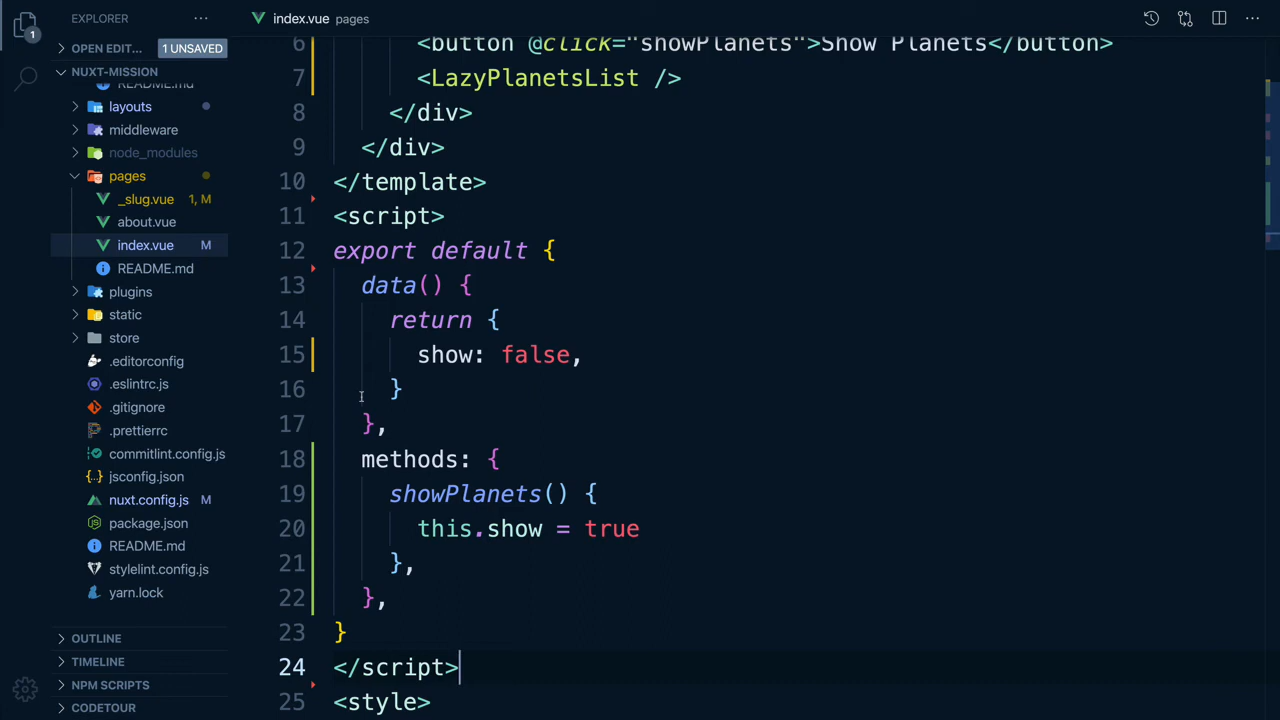 EXPLORER
1
OPEN EDIT...
1 UNSAVED
NUXT-MISSION
README.md
layouts
middleware
node_modules
pages
_slug.vue 1, M
about.vue
index.vue M
README.md
plugins
static
store
.editorconfig
.eslintrc.js
.gitignore
.prettierrc
commitlint.config.js
jsconfig.json
nuxt.config.js M
package.json
README.md
stylelint.config.js
yarn.lock
OUTLINE
TIMELINE
NPM SCRIPTS
CODETOUR
index.vue pages
6 <button @click="showPlanets">Show Planets</button>
7 <LazyPlanetsList />
8 </div>
9 </div>
10 </template>
11 <script>
12 export default {
13 data() {
14 return {
15 show: false,
16 }
17 },
18 methods: {
19 showPlanets() {
20 this.show = true
21 },
22 },
23 }
24 </script>
25 <style>